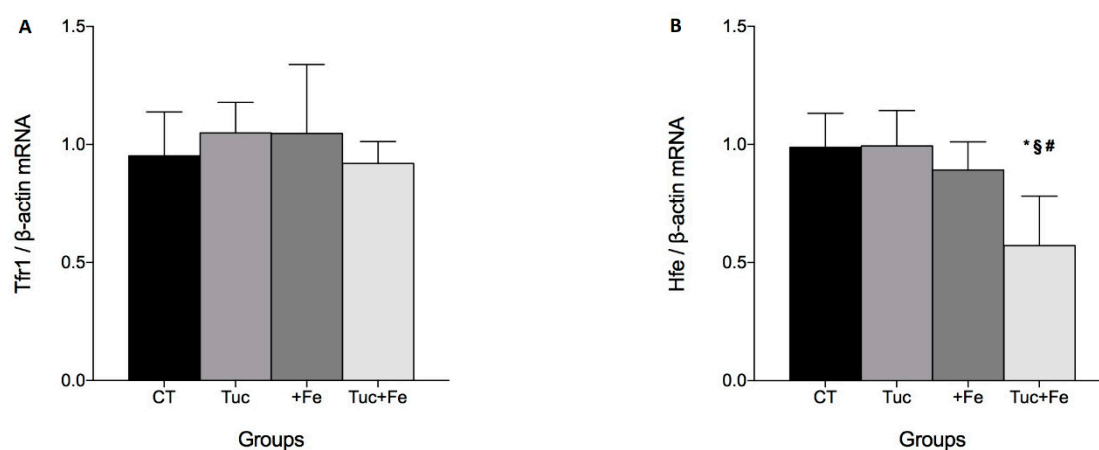 A
Tfr1 / β-actin mRNA
1.5
1.0
0.5
0.0
CT Tuc +Fe Tuc+Fe
Groups
B
Hfe / β-actin mRNA
1.5
1.0
0.5
0.0
* § #
CT Tuc +Fe Tuc+Fe
Groups